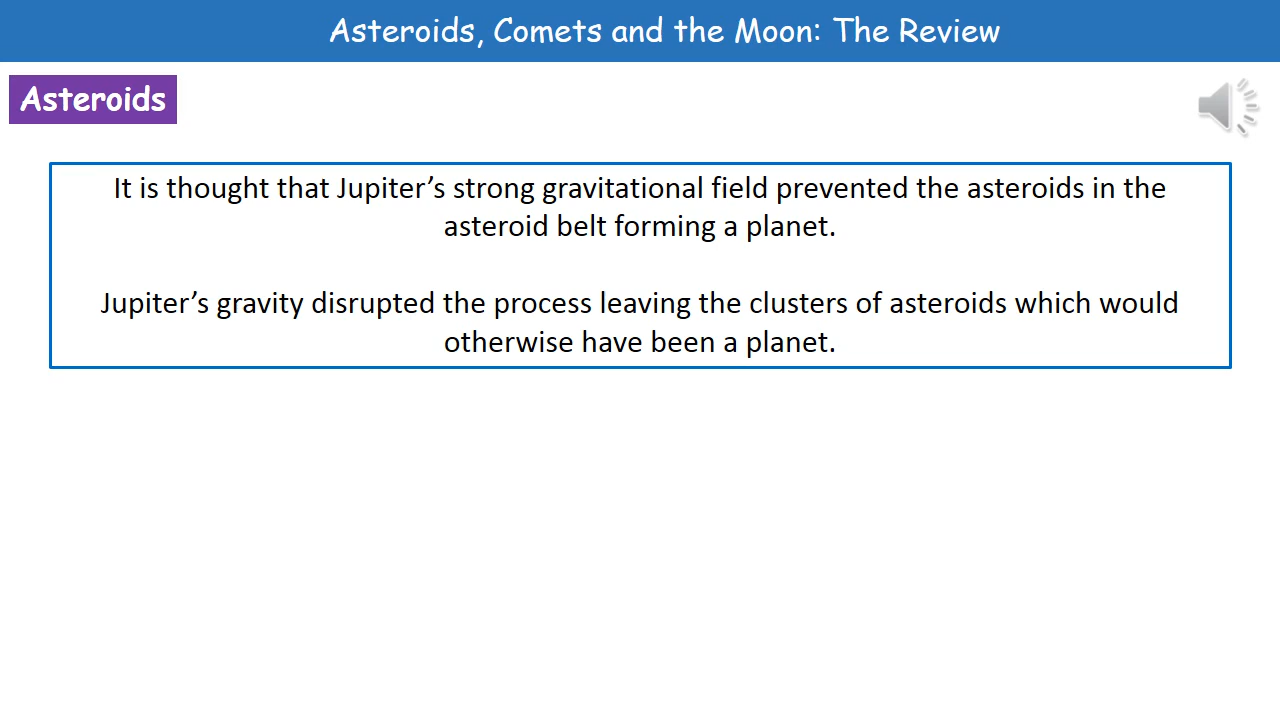 Asteroids, Comets and the Moon: The Review
Asteroids
It is thought that Jupiter’s strong gravitational field prevented the asteroids in the
asteroid belt forming a planet.
Jupiter’s gravity disrupted the process leaving the clusters of asteroids which would
otherwise have been a planet.